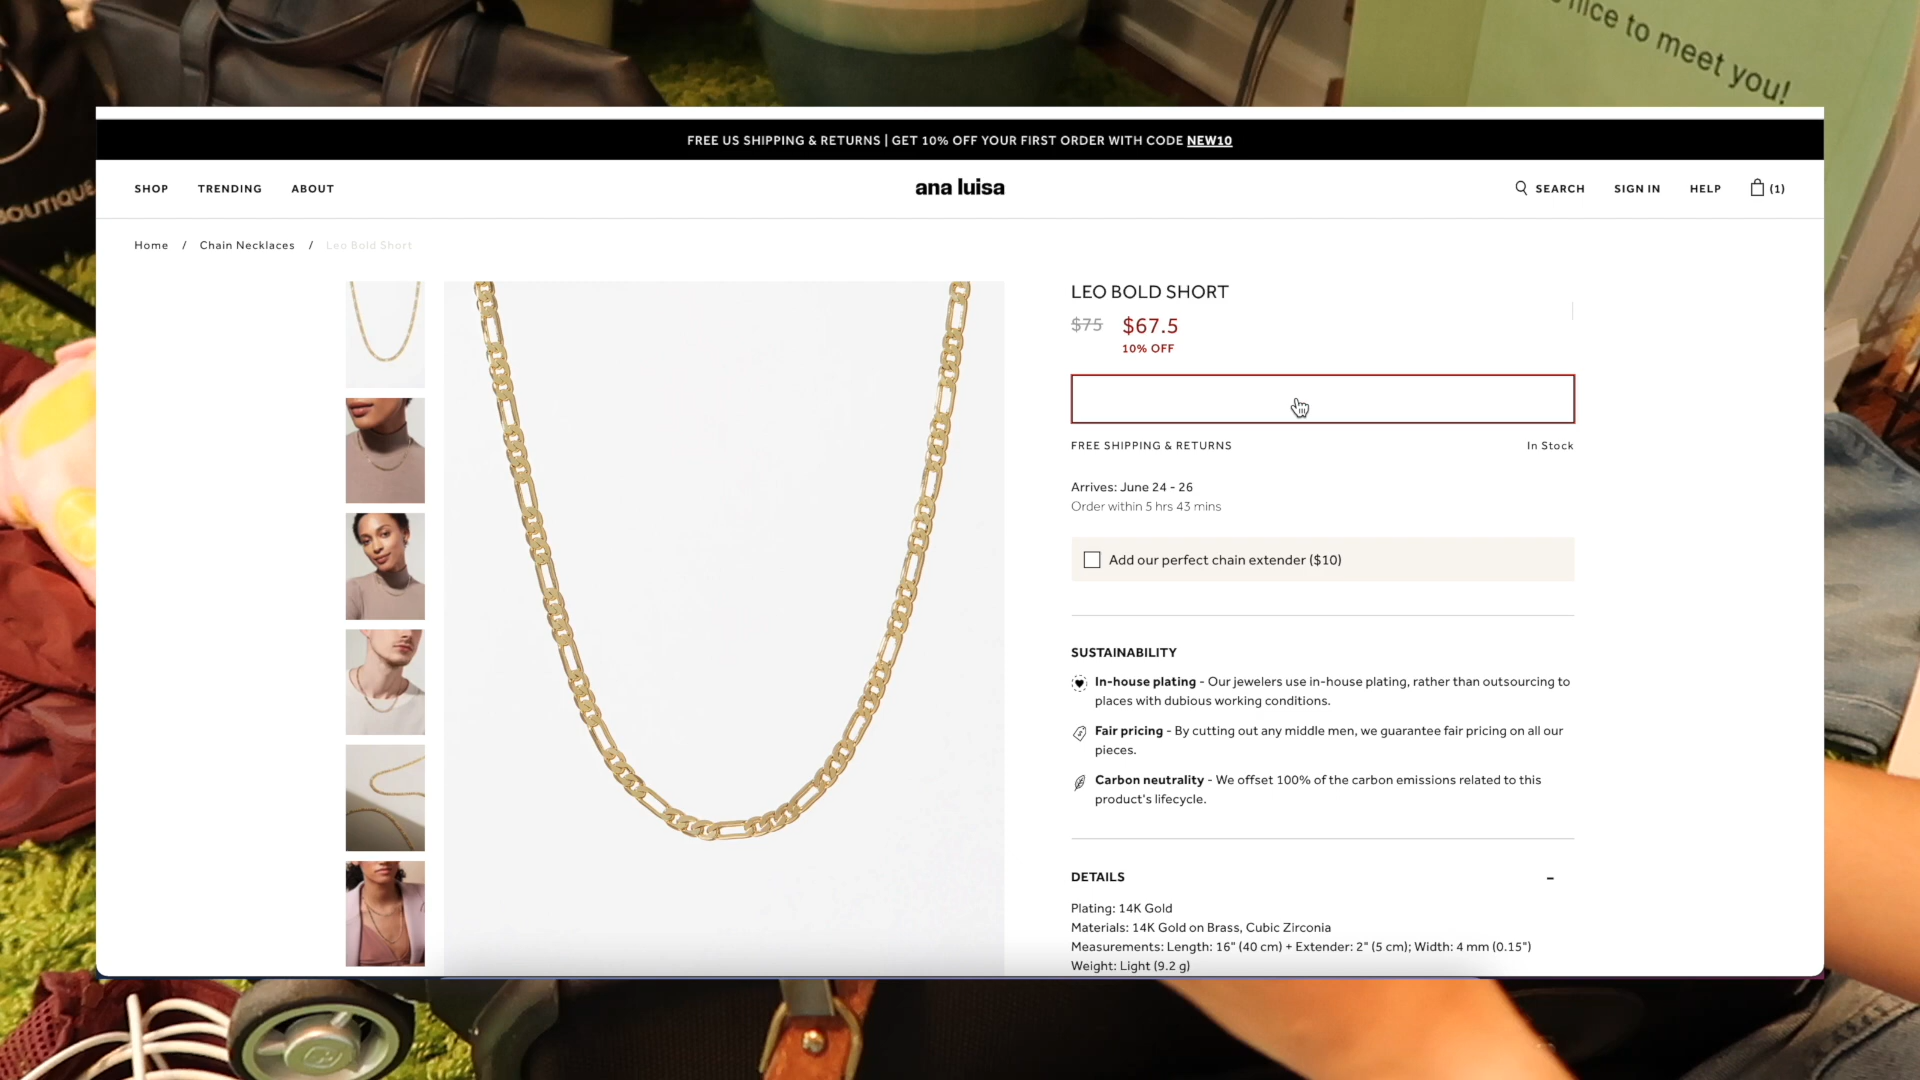 nice to meet you!
BOUTIQUE
FREE US SHIPPING & RETURNS | GET 10% OFF YOUR FIRST ORDER WITH CODE NEW10
SHOP TRENDING ABOUT ana luisa SEARCH SIGN IN HELP (1)
Home / Chain Necklaces / Leo Bold Short
LEO BOLD SHORT
$75 $67.5
10% OFF
FREE SHIPPING & RETURNS In Stock
Arrives: June 24 - 26
Order within 5 hrs 43 mins
Add our perfect chain extender ($10)
SUSTAINABILITY
In-house plating - Our jewelers use in-house plating, rather than outsourcing to
places with dubious working conditions.
Fair pricing - By cutting out any middle men, we guarantee fair pricing on all our
pieces.
Carbon neutrality - We offset 100% of the carbon emissions related to this
product's lifecycle.
DETAILS -
Plating: 14K Gold
Materials: 14K Gold on Brass, Cubic Zirconia
Measurements: Length: 16" (40 cm) + Extender: 2" (5 cm); Width: 4 mm (0.15")
Weight: Light (9.2 g)